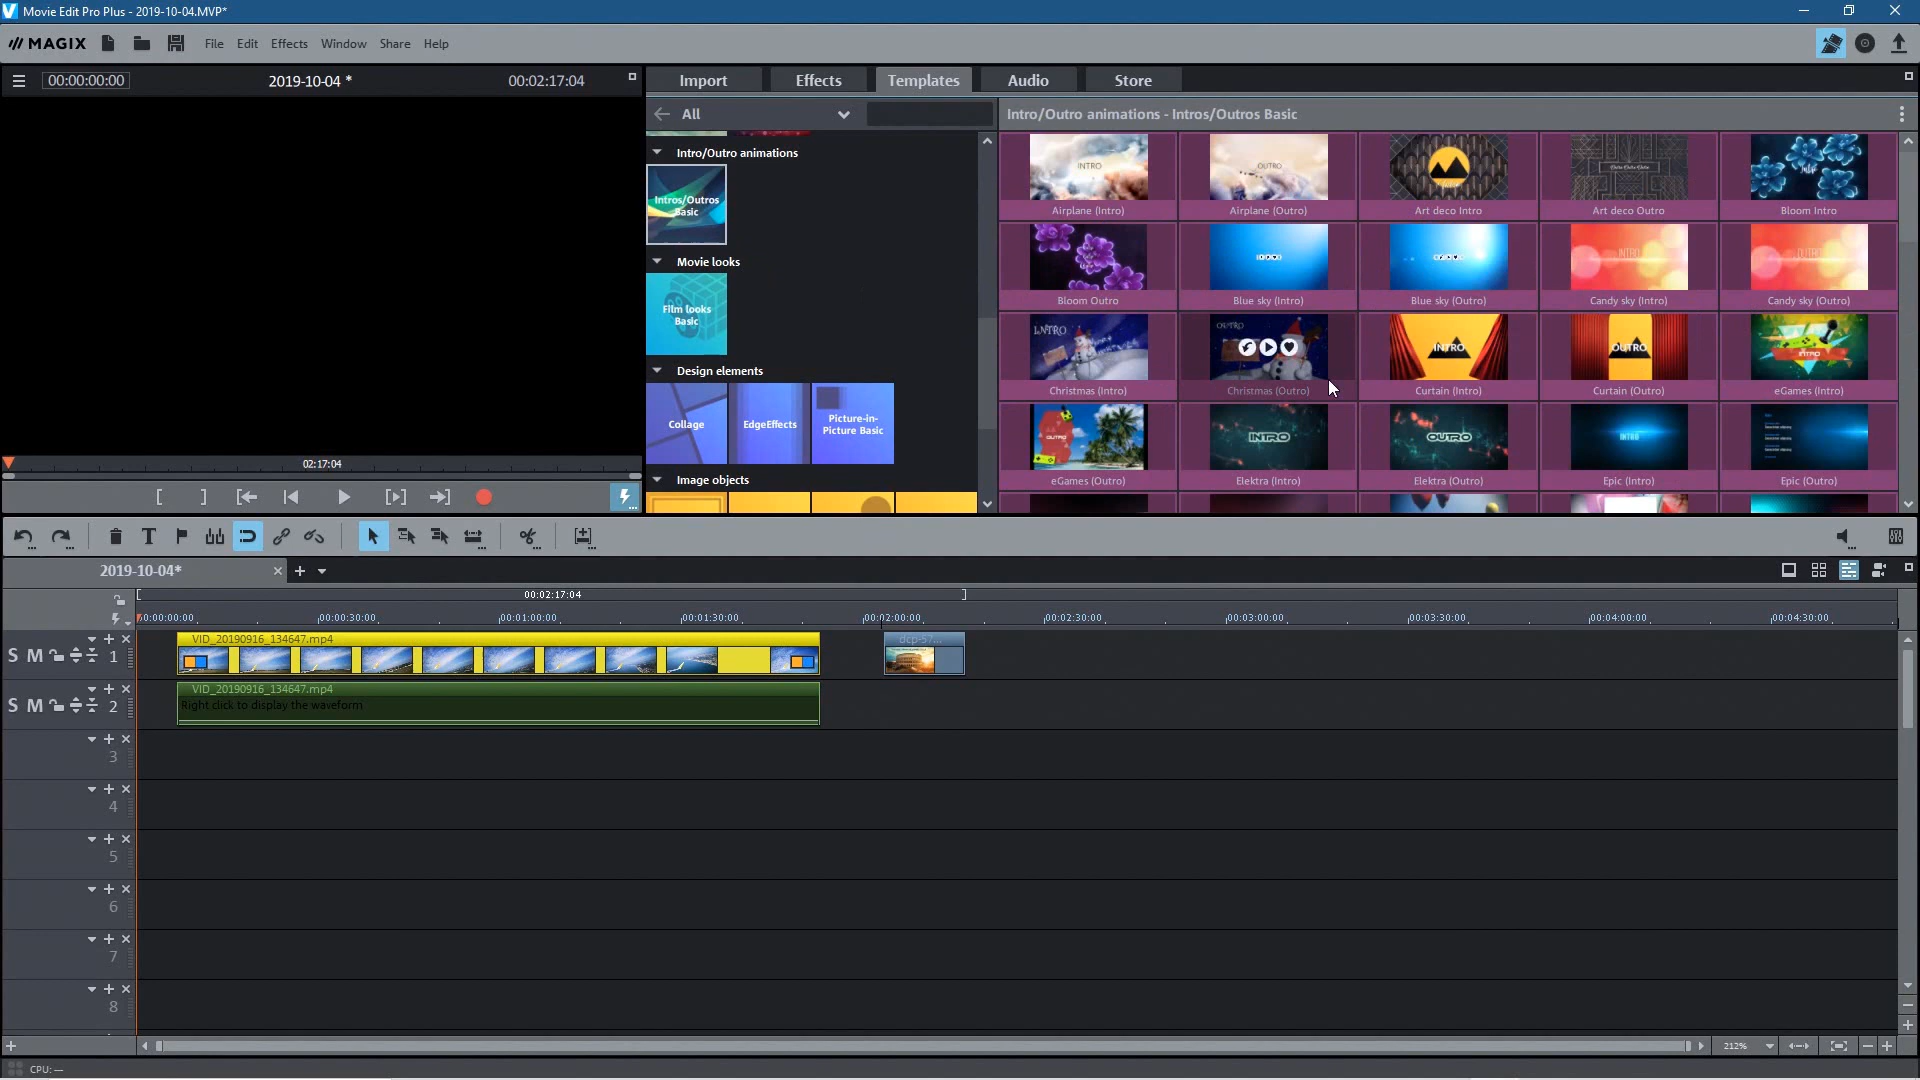 Movie Edit Pro Plus - 2019-10-04.MVP*
MAGIX File Edit Effects Window Share Help
00:00:00:00 2019-10-04 * 00:02:17:04
Import Effects Templates Audio Store
All
Intro/Outro animations - Intros/Outros Basic
Intro/Outro animations
Intros/Outros
Basic
Movie looks
Film looks
Basic
Design elements
Collage
EdgeEffects
Picture-in-
Picture Basic
Image objects
INTRO
Airplane (Intro)
OUTRO
Airplane (Outro)
Art deco Intro
Art deco Outro
Bloom Intro
Bloom Outro
Blue sky (Intro)
Blue sky (Outro)
INTRO
Candy sky (Intro)
OUTRO
Candy sky (Outro)
INTRO
Christmas (Intro)
OUTRO
Christmas (Outro)
INTRO
Curtain (Intro)
OUTRO
Curtain (Outro)
INTRO
eGames (Intro)
OUTRO
eGames (Outro)
INTRO
Elektra (Intro)
OUTRO
Elektra (Outro)
INTRO
Epic (Intro)
Epic (Outro)
02:17:04
2019-10-04*
00:02:17:04
00:00:00:00 00:00:30:00 00:01:00:00 00:01:30:00 00:02:00:00 00:02:30:00 00:03:00:00 00:03:30:00 00:04:00:00 00:04:30:00
S M 1
VID_20190916_134647.mp4
dcp-57...
S M 2
VID_20190916_134647.mp4
Right click to display the waveform
3
4
5
6
7
8
212%
CPU: —